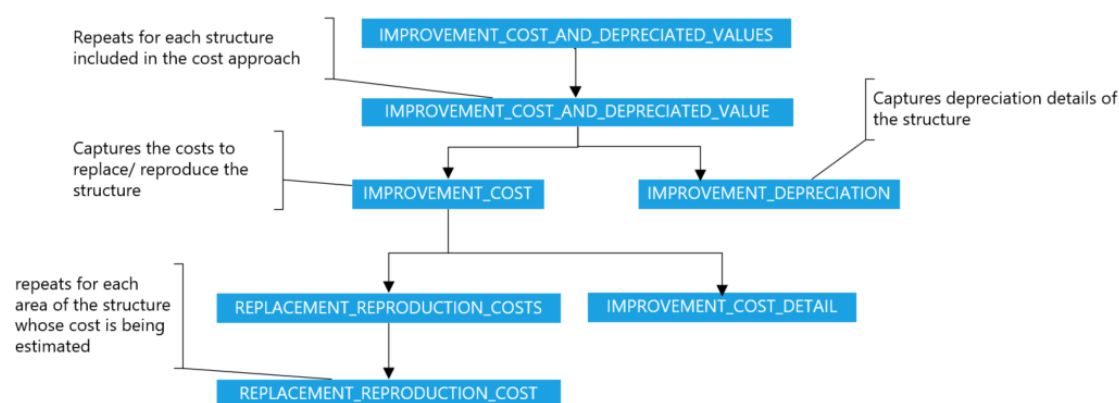 Repeats for each structure
included in the cost approach
IMPROVEMENT_COST_AND_DEPRECIATED_VALUES
IMPROVEMENT_COST_AND_DEPRECIATED_VALUE
Captures depreciation details of
the structure
Captures the costs to
replace/ reproduce the
structure
IMPROVEMENT_COST
IMPROVEMENT_DEPRECIATION
repeats for each
area of the structure
whose cost is being
estimated
REPLACEMENT_REPRODUCTION_COSTS
IMPROVEMENT_COST_DETAIL
REPLACEMENT_REPRODUCTION_COST